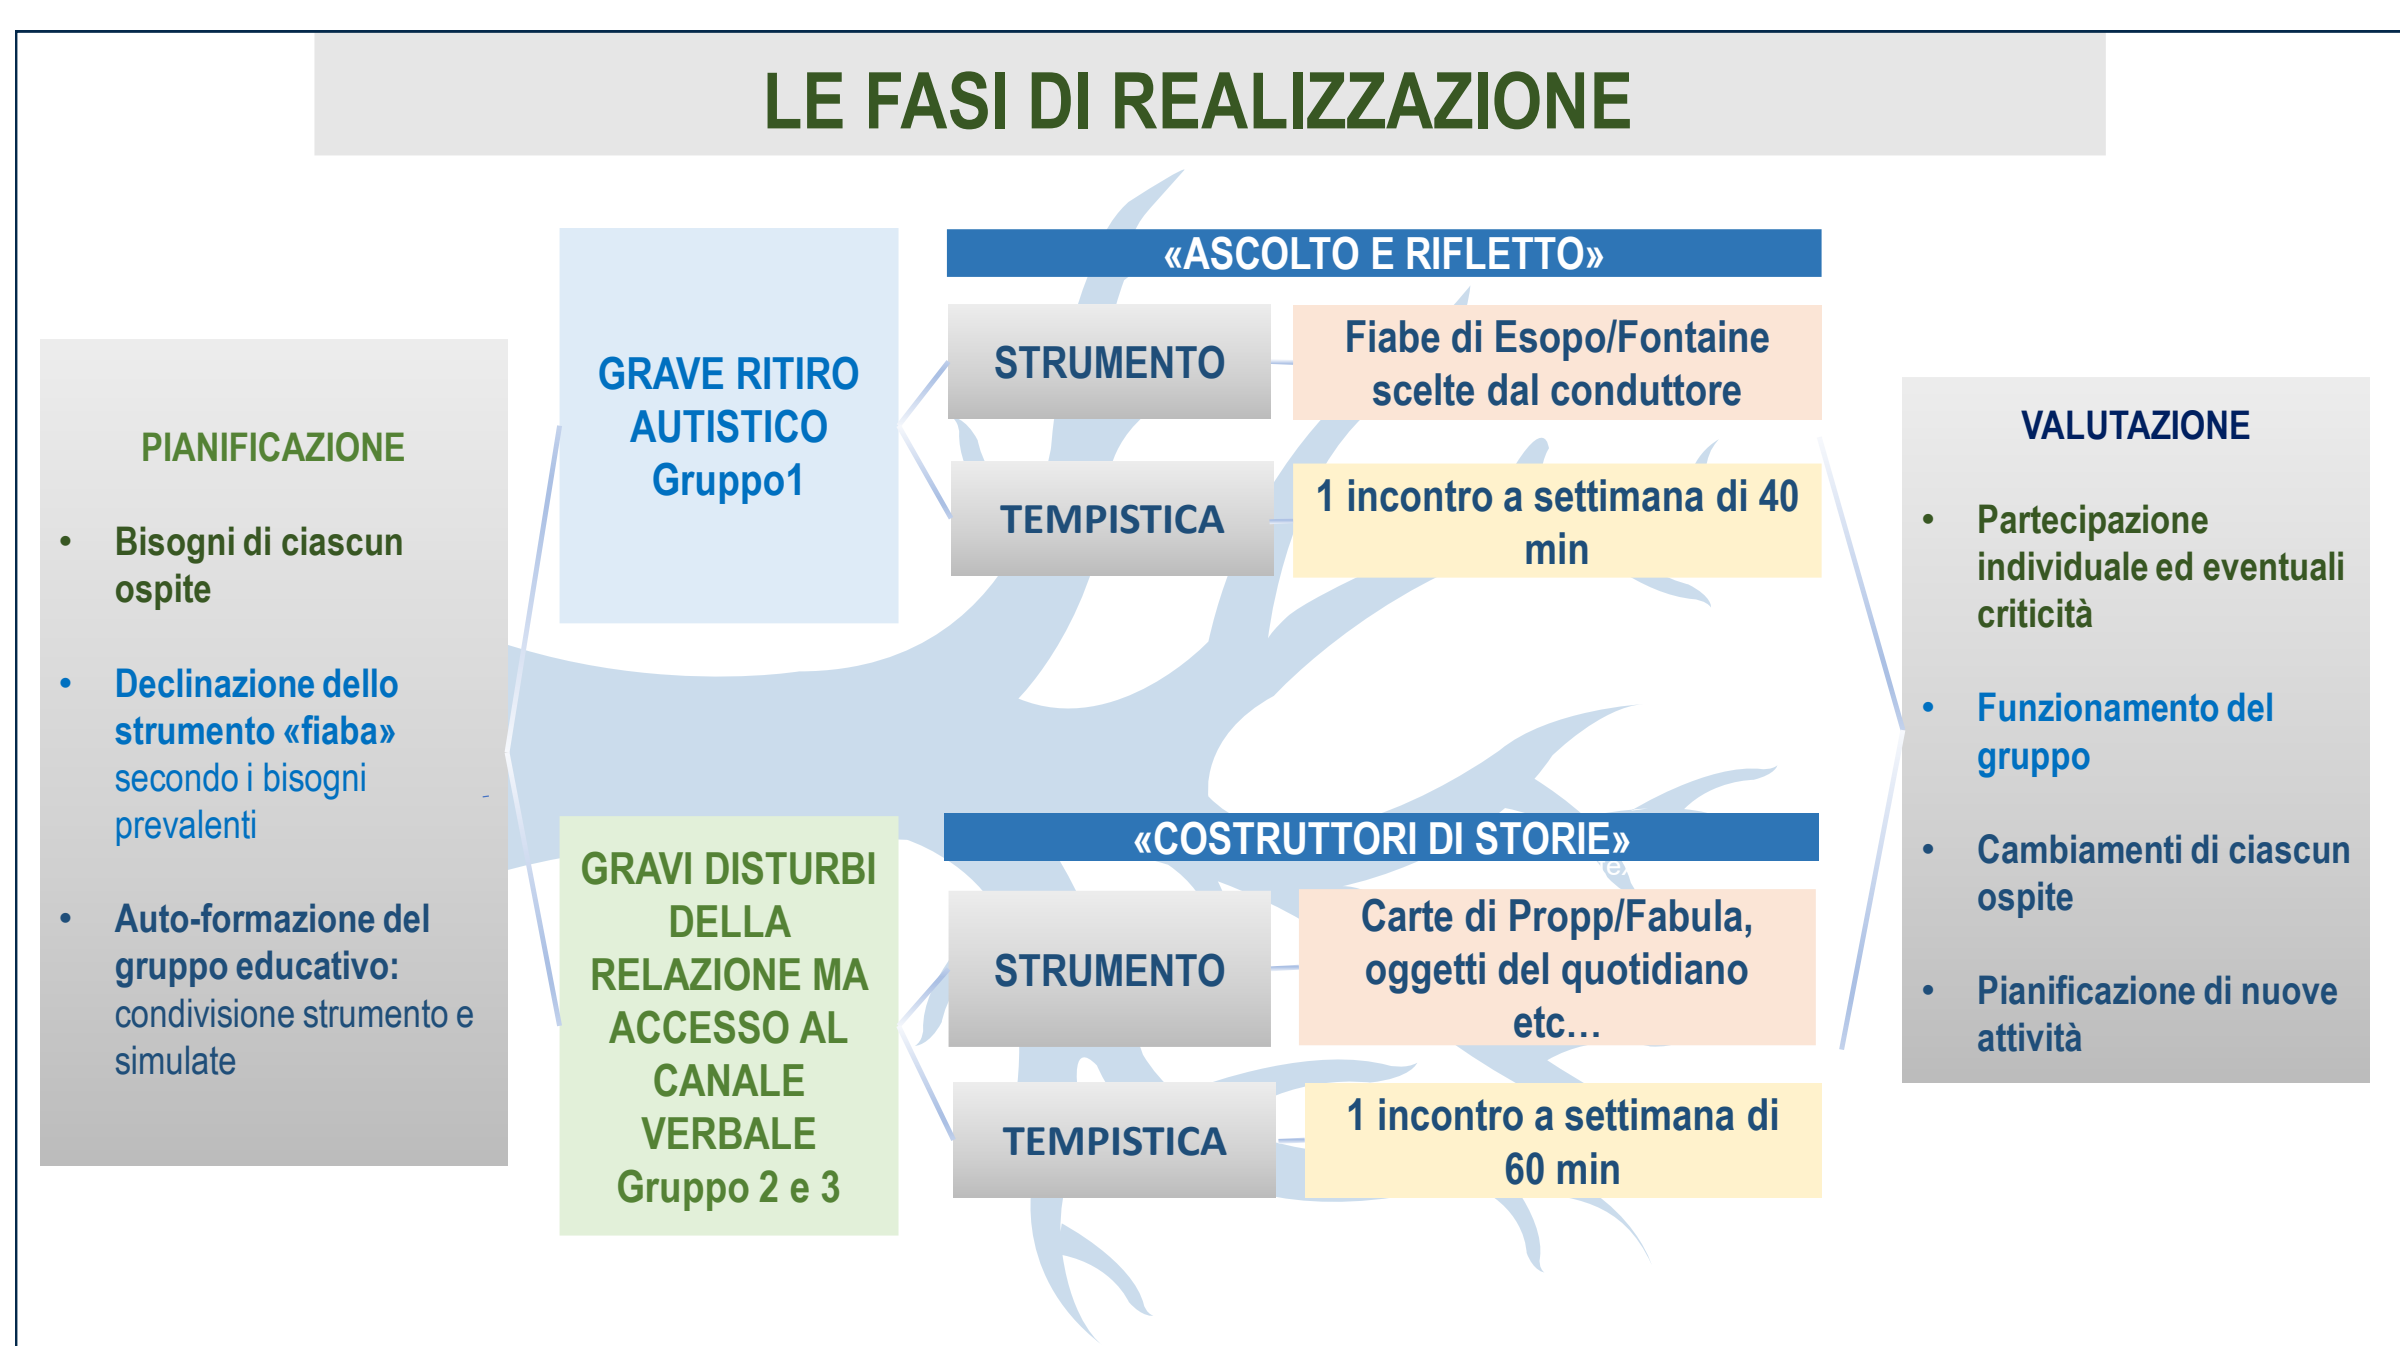 LE FASI DI REALIZZAZIONE
PIANIFICAZIONE
• Bisogni di ciascun
ospite
• Declinazione dello
strumento «fiaba»
secondo i bisogni
prevalenti
• Auto-formazione del
gruppo educativo:
condivisione strumento e
simulate
GRAVE RITIRO
AUTISTICO
Gruppo1
«ASCOLTO E RIFLETTO»
STRUMENTO
Fiabe di Esopo/Fontaine
scelte dal conduttore
TEMPISTICA
1 incontro a settimana di 40
min
GRAVI DISTURBI
DELLA
RELAZIONE MA
ACCESSO AL
CANALE
VERBALE
Gruppo 2 e 3
«COSTRUTTORI DI STORIE»
STRUMENTO
Carte di Propp/Fabula,
oggetti del quotidiano
etc…
TEMPISTICA
1 incontro a settimana di
60 min
VALUTAZIONE
• Partecipazione
individuale ed eventuali
criticità
• Funzionamento del
gruppo
• Cambiamenti di ciascun
ospite
• Pianificazione di nuove
attività